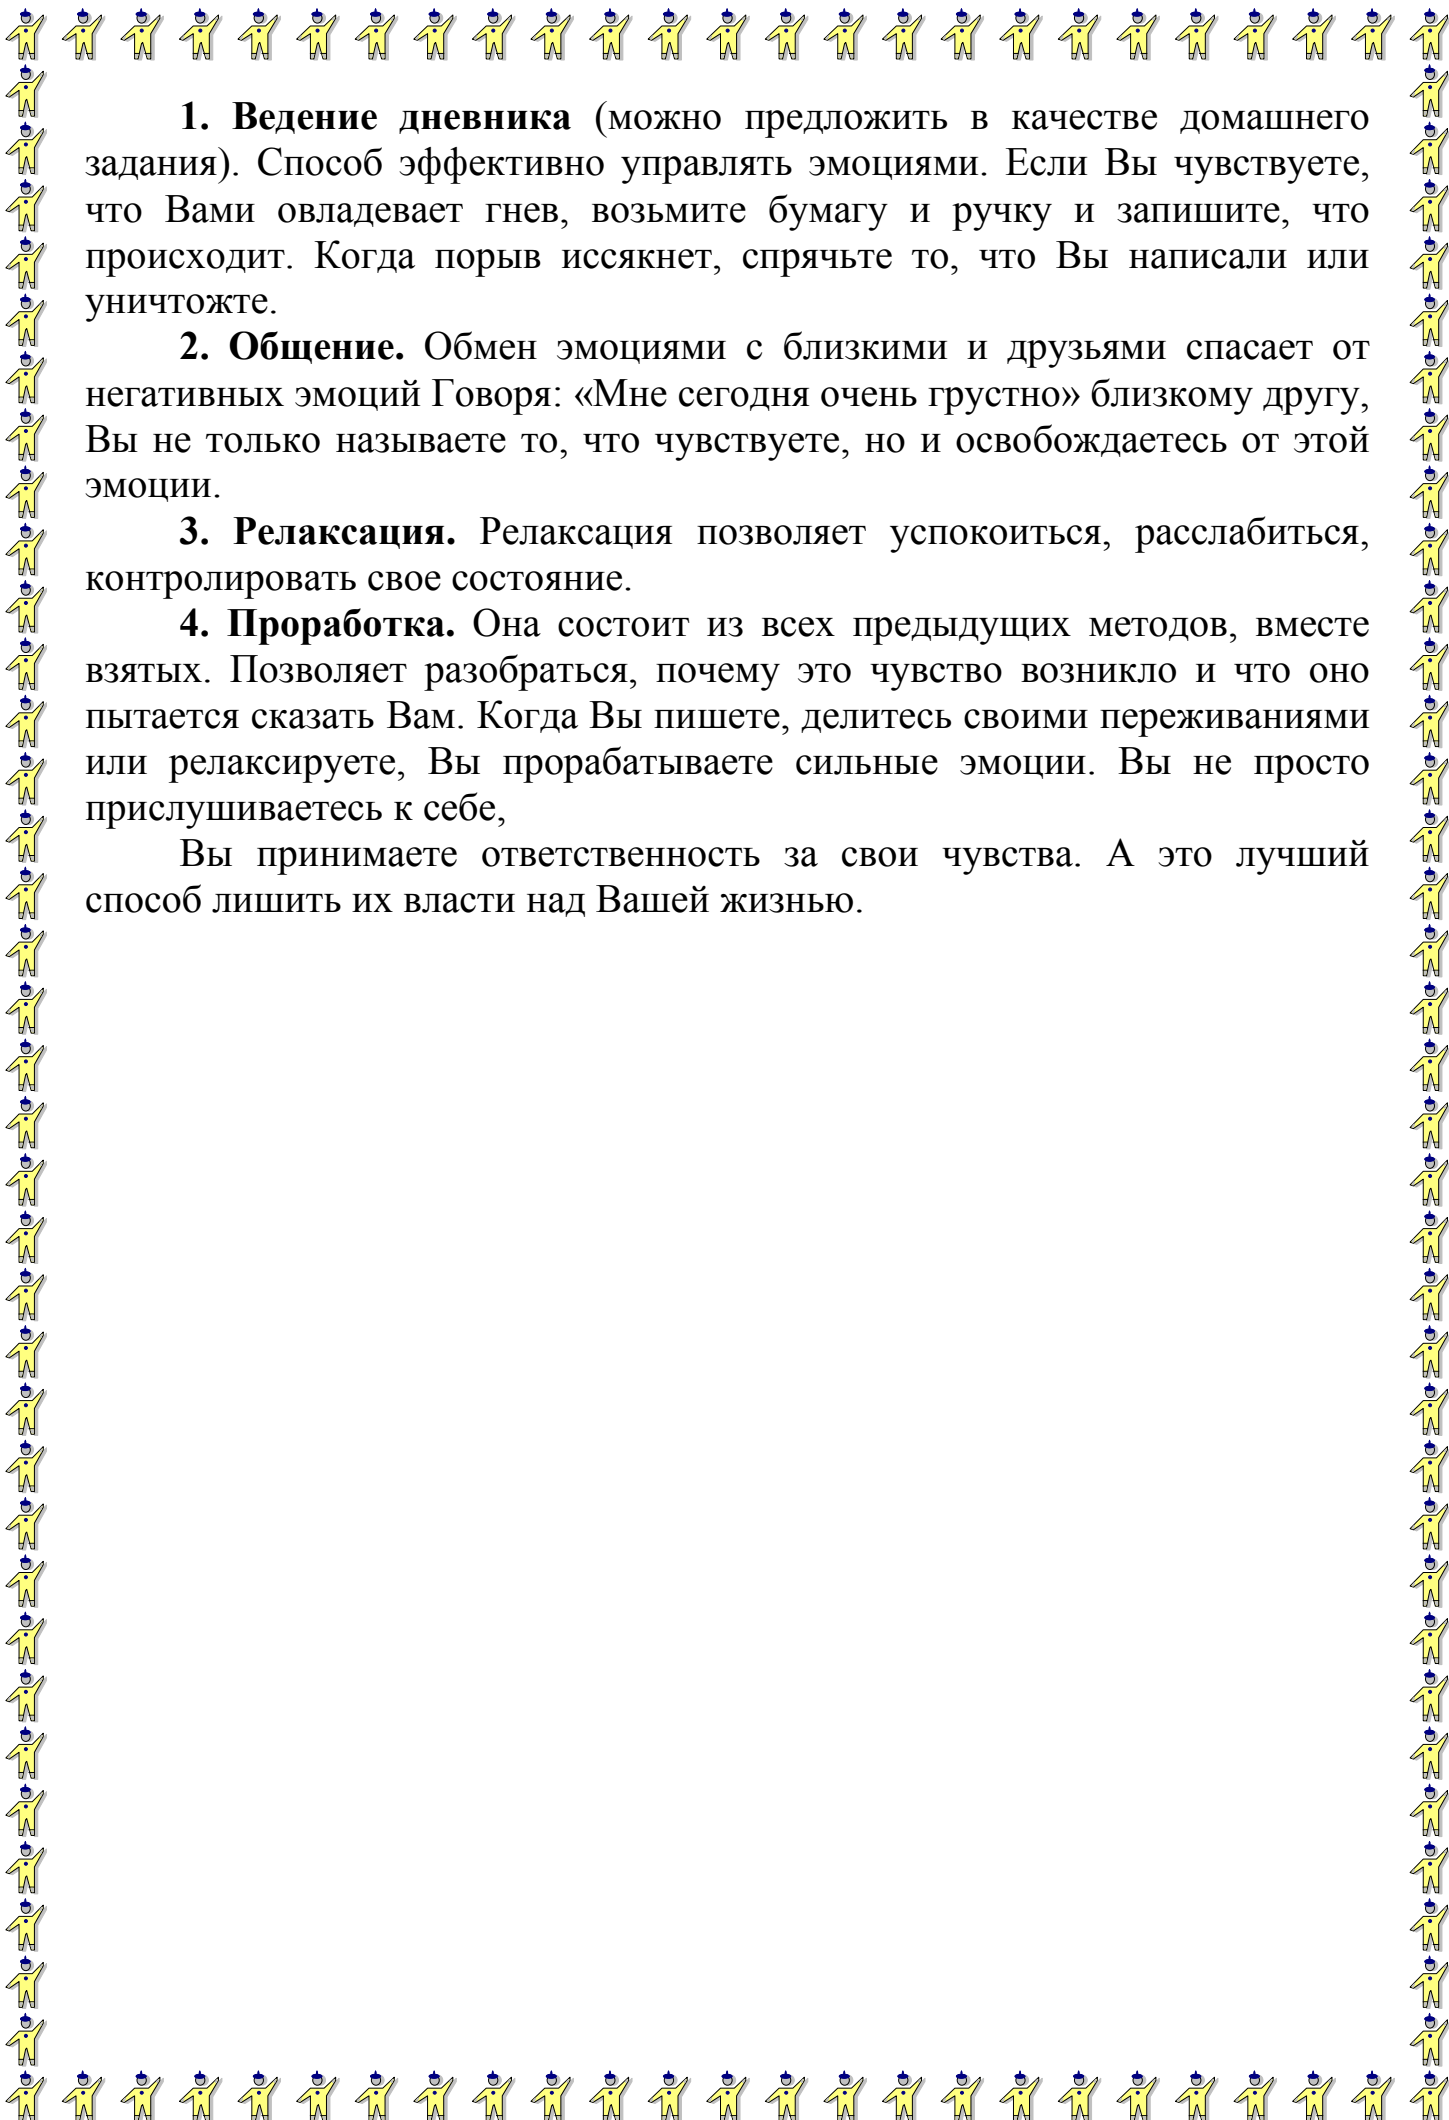 1. Ведение дневника (можно предложить в качестве домашнего
задания). Способ эффективно управлять эмоциями. Если Вы чувствуете,
что Вами овладевает гнев, возьмите бумагу и ручку и запишите, что
происходит. Когда порыв иссякнет, спрячьте то, что Вы написали или
уничтожте.
2. Общение. Обмен эмоциями с близкими и друзьями спасает от
негативных эмоций Говоря: «Мне сегодня очень грустно» близкому другу,
Вы не только называете то, что чувствуете, но и освобождаетесь от этой
эмоции.
3. Релаксация. Релаксация позволяет успокоиться, расслабиться,
контролировать свое состояние.
4. Проработка. Она состоит из всех предыдущих методов, вместе
взятых. Позволяет разобраться, почему это чувство возникло и что оно
пытается сказать Вам. Когда Вы пишете, делитесь своими переживаниями
или релаксируете, Вы прорабатываете сильные эмоции. Вы не просто
прислушиваетесь к себе,
Вы принимаете ответственность за свои чувства. А это лучший
способ лишить их власти над Вашей жизнью.